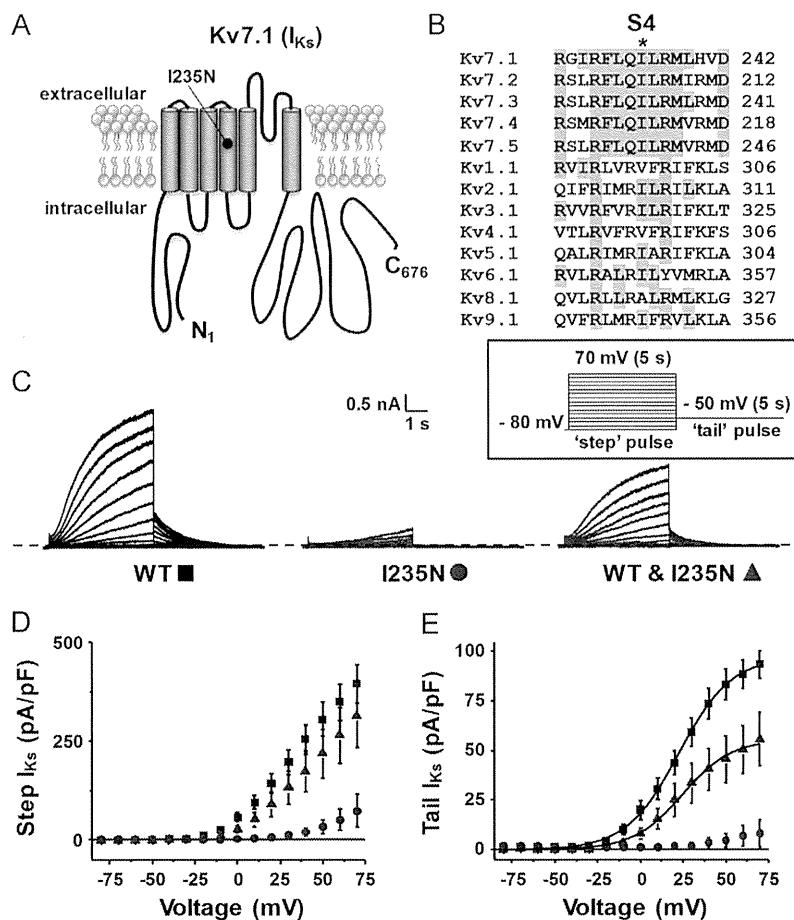 A
Kv7.1 (IKs)
I235N
extracellular
intracellular
N1
C676
B
S4
*
Kv7.1 RGIRFLQILRMLHVD 242
Kv7.2 RSLRFLQILRMIRMD 212
Kv7.3 RSLRFLQILRMLRMD 241
Kv7.4 RSMRFLQILRMVRMD 218
Kv7.5 RSLRFLQILRMVRMD 246
Kv1.1 RVIRLVRVFRIFKLS 306
Kv2.1 QIFRIMRILRILKLA 311
Kv3.1 RVVRFVRILRIFKLT 325
Kv4.1 VTLRVFRVFRIFKFS 306
Kv5.1 QALRIMRIARIFKLA 304
Kv6.1 RVLRALRILYVMRLA 357
Kv8.1 QVLRLLRALRMLKLG 327
Kv9.1 QVFRLMRIFRVLKLA 356
C
0.5 nA
1 s
70 mV (5 s)
- 80 mV
- 50 mV (5 s)
'step' pulse
'tail' pulse
WT
I235N
WT & I235N
D
Step IKs (pA/pF)
500
250
0
-75 -50 -25 0 25 50 75
Voltage (mV)
E
Tail IKs (pA/pF)
100
75
50
25
0
-75 -50 -25 0 25 50 75
Voltage (mV)